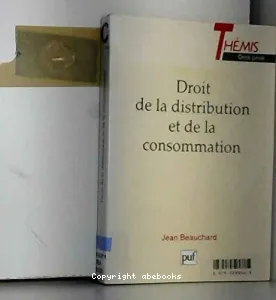 THÉMIS
Droit privé
Droit
de la distribution
et de la
consommation
Jean Beauchard
puf
Copyright abebooks